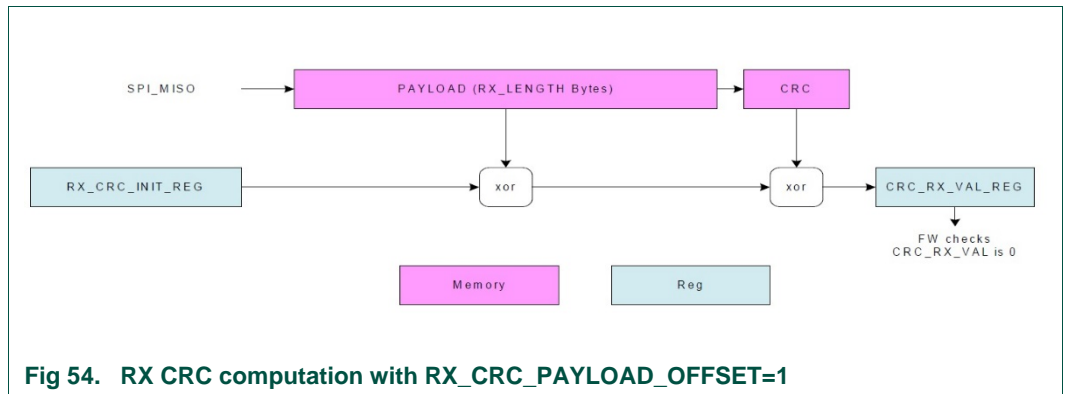 SPI_MISO
PAYLOAD (RX_LENGTH Bytes)
CRC
RX_CRC_INIT_REG
xor
xor
CRC_RX_VAL_REG
FW checks
CRC_RX_VAL is 0
Memory
Reg
Fig 54. RX CRC computation with RX_CRC_PAYLOAD_OFFSET=1